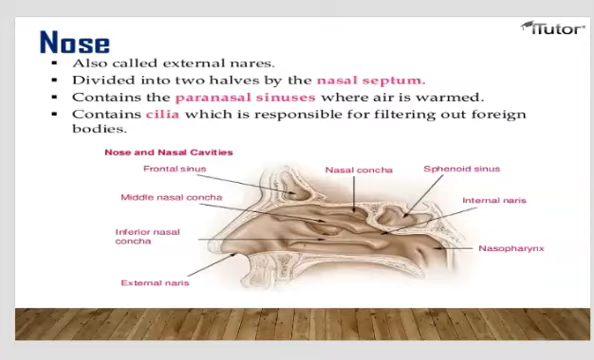 iTutor
Nose
▪ Also called external nares.
▪ Divided into two halves by the nasal septum.
▪ Contains the paranasal sinuses where air is warmed.
▪ Contains cilia which is responsible for filtering out foreign
bodies.
Nose and Nasal Cavities
Frontal sinus
Nasal concha
Sphenoid sinus
Middle nasal concha
Internal naris
Inferior nasal
concha
Nasopharynx
External naris